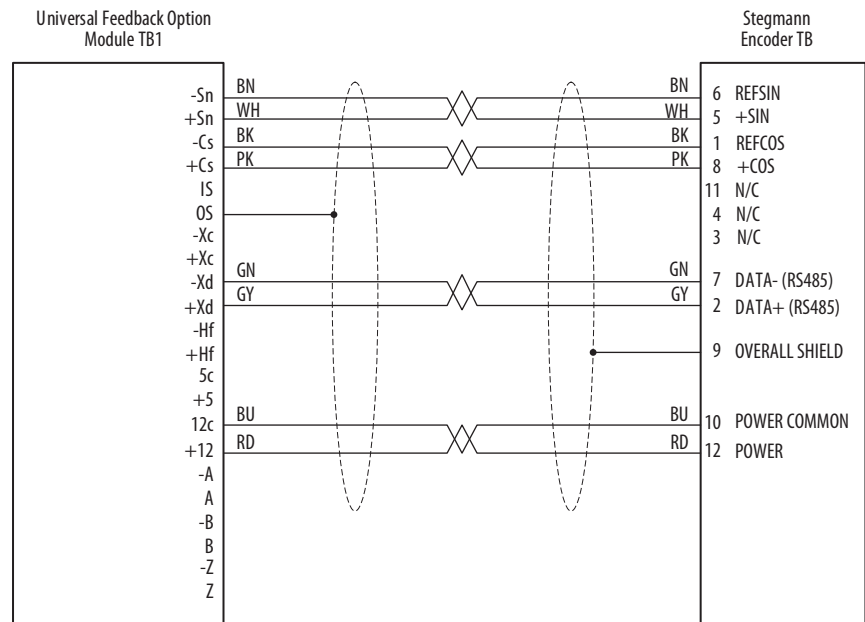 Universal Feedback Option
Module TB1
Stegmann
Encoder TB
-Sn BN BN 6 REFSIN
+Sn WH WH 5 +SIN
-Cs BK BK 1 REFCOS
+Cs PK PK 8 +COS
IS 11 N/C
OS 4 N/C
-Xc 3 N/C
+Xc
-Xd GN GN 7 DATA- (RS485)
+Xd GY GY 2 DATA+ (RS485)
-Hf
+Hf 9 OVERALL SHIELD
5c
+5
12c BU BU 10 POWER COMMON
+12 RD RD 12 POWER
-A
A
-B
B
-Z
Z